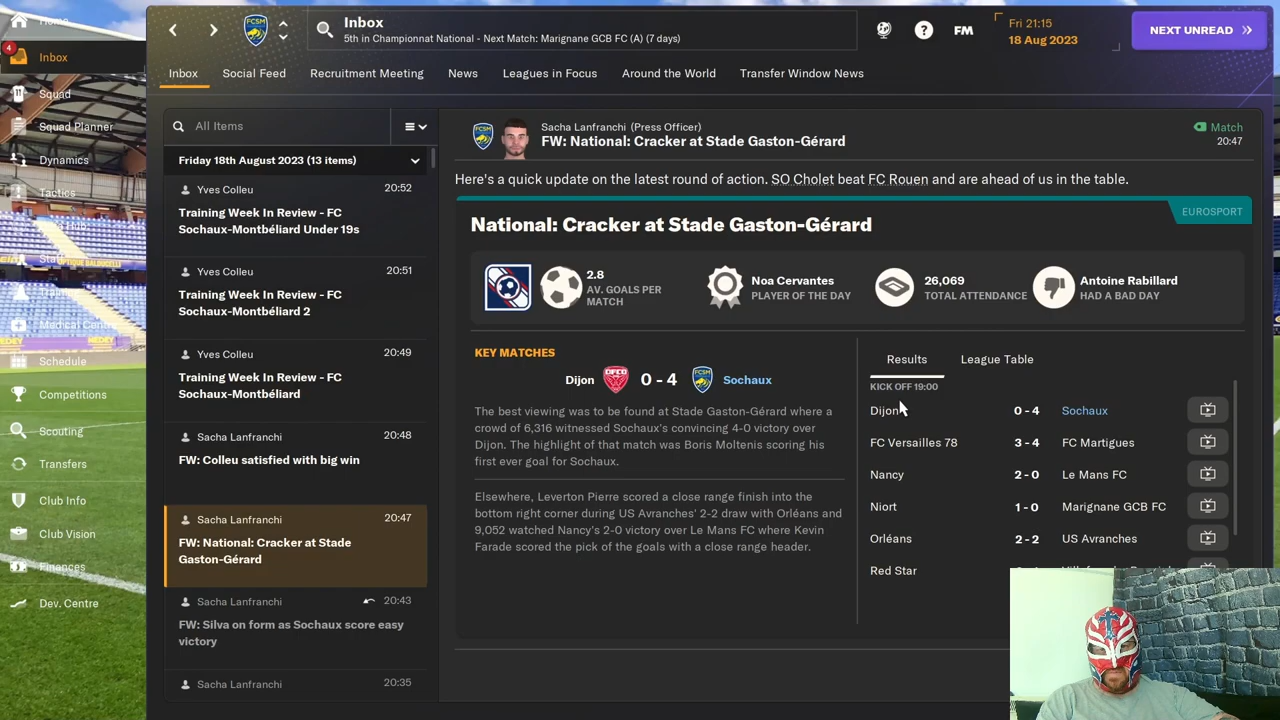 Home
4
Inbox
Squad
Squad Planner
Dynamics
Tactics
Medical Centre
Schedule
Competitions
Scouting
Transfers
Club Info
Club Vision
Finances
Dev. Centre
FCSM
Inbox
5th in Championnat National - Next Match: Marignane GCB FC (A) (7 days)
?
FM
Fri 21:15
18 Aug 2023
NEXT UNREAD
Inbox
Social Feed
Recruitment Meeting
News
Leagues in Focus
Around the World
Transfer Window News
All Items
Friday 18th August 2023 (13 items)
Yves Colleu 20:52
Training Week In Review - FC
Sochaux-Montbéliard Under 19s
Yves Colleu 20:51
Training Week In Review - FC
Sochaux-Montbéliard 2
Yves Colleu 20:49
Training Week In Review - FC
Sochaux-Montbéliard
Sacha Lanfranchi 20:48
FW: Colleu satisfied with big win
Sacha Lanfranchi 20:47
FW: National: Cracker at Stade
Gaston-Gérard
Sacha Lanfranchi 20:43
FW: Silva on form as Sochaux score easy
victory
Sacha Lanfranchi 20:35
Sacha Lanfranchi (Press Officer)
FW: National: Cracker at Stade Gaston-Gérard
Match
20:47
Here's a quick update on the latest round of action. SO Cholet beat FC Rouen and are ahead of us in the table.
EUROSPORT
National: Cracker at Stade Gaston-Gérard
2.8
AV. GOALS PER
MATCH
Noa Cervantes
PLAYER OF THE DAY
26,069
TOTAL ATTENDANCE
Antoine Rabillard
HAD A BAD DAY
KEY MATCHES
Dijon DFCO 0 - 4 FCSM Sochaux
The best viewing was to be found at Stade Gaston-Gérard where a
crowd of 6,316 witnessed Sochaux's convincing 4-0 victory over
Dijon. The highlight of that match was Boris Moltenis scoring his
first ever goal for Sochaux.
Elsewhere, Leverton Pierre scored a close range finish into the
bottom right corner during US Avranches' 2-2 draw with Orléans and
9,052 watched Nancy's 2-0 victory over Le Mans FC where Kevin
Farade scored the pick of the goals with a close range header.
Results
League Table
KICK OFF 19:00
Dijon 0 - 4 Sochaux
FC Versailles 78 3 - 4 FC Martigues
Nancy 2 - 0 Le Mans FC
Niort 1 - 0 Marignane GCB FC
Orléans 2 - 2 US Avranches
Red Star